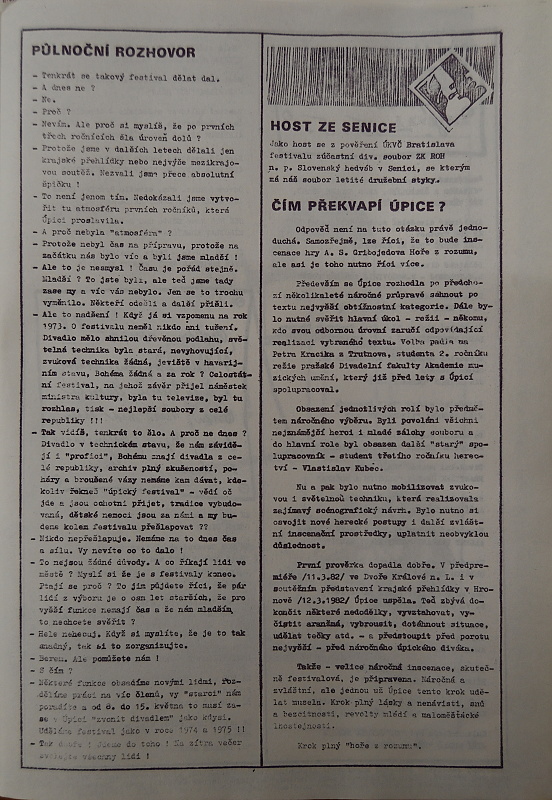 PŮLNOČNÍ ROZHOVOR
- Tenkrát se takový festival dělat dal.
- A dnes ne ?
- Ne.
- Proč ?
- Nevím. Ale proč si myslíš, že po prvních
třech ročnících šla úroveň dolů ?
- Protože jsme v dalších letech dělali jen
krajské přehlídky nebo nejvýše mezikrajo-
vou soutěž. Nezvali jsme přece absolutní
špičku !
- To není jenom tím. Nedokázali jsme vytvo-
řit tu atmosféru prvních ročníků, která
Úpici proslavila.
- A proč nebyla "atmosféra" ?
- Protože nebyl čas na přípravu, protože na
začátku nás bylo víc a byli jsme mladší !
- Ale to je nesmysl ! Času je pořád stejně.
Mladší ? To jste byli, ale teď jsme tady
zase my a víc vás nebylo. Jen se to trochu
vyměnilo. Někteří odešli a další přišli.
- Ale to nadšení ! Když já si vzpomenu na rok
1973. O festivalu neměl nikdo ani tušení.
Divadlo mělo shnilou dřevěnou podlahu, svě-
telná technika byla stará, nevyhovující,
zvuková technika žádná, jeviště v havarij-
ním stavu, Bohéma žádná a za rok ? Celostát-
ní festival, na jehož závěr přijel náměstek
ministra kultury, byla tu televize, byl tu
rozhlas, tisk - nejlepší soubory z celé
republiky !!!
- Tak vidíš, tenkrát to šlo. A proč ne dnes ?
Divadlo v technickém stavu, že nám závidě-
jí i "profíci", Bohému znají divadla z ce-
lé republiky, archiv plný zkušeností, po-
háry a broušené vázy nemáme kam dávat, kdo-
koliv řekneš "úpický festival" - vědí oč
jde a jsou ochotni přijet, tradice vybudo-
vaná, dětské nemoci jsou za námi a my bu-
deme kolem festivalu přešlapovat ??
- Nikdo nepřešlapuje. Nemáme na to dnes čas
a sílu. Vy nevíte co to dalo !
- To nejsou žádné důvody. A co říkají lidi ve
městě ? Myslí si že je s festivaly konec.
Ptají se proč ? To jim půjdete říci, že pár
lidí z výboru je o osm let starších, že pro
vyšší funkce nemají čas a že nám mladším
to nechcete svěřit ?
- Hele nehecuj. Když si myslíte, že je to tak
snadný, tak si to zorganizujte.
- Berem. Ale pomůžete nám !
- S čím ?
- Některé funkce obsadíme novými lidmi, roz-
dělíme práci na víc členů, vy "staroi" nám
poradíte a od 8. do 15. května to musí za-
se v Úpici "zvonit divadlem" jako kdysi.
Uděláme festival jako v roce 1974 a 1975 !!
- Tak dobře ! Jdeme do toho ! Na zítra večer
všechny lidi !
HOST ZE SENICE
Jako host se z pověření ÚKVČ Bratislava
festivalu zúčastní div. soubor ZK ROH
n. p. Slovenský hedváb v Senici, se kterým
má náš soubor letité družební styky.
ČÍM PŘEKVAPÍ ÚPICE ?
Odpověď není na tuto otázku právě jedno-
duchá. Samozřejmě, lze říci, že to bude ins-
cenace hry A. S. Gribojedova Hoře z rozumu,
ale asi je toho nutno říci více.
Především se Úpice rozhodla po předcho-
zí několikaleté náročné průpravě sáhnout po
textu nejvyšší obtížnostní kategorie. Dále by-
lo nutné svěřit hlavní úkol - režii - někomu,
kdo svou odbornou úrovní zaručí odpovídající
realizaci vybraného textu. Volba padla na
Petra Kracika z Trutnova, studenta 2. ročníku
režie pražské Divadelní fakulty Akademie mu-
zických umění, který již před lety s Úpicí
spolupracoval.
Obsazení jednotlivých rolí bylo předmě-
tem náročného výběru. Byli povoláni všichni
nejznámější herci i mladé zálohy souboru a
do hlavní role byl obsazen další "starý" spo-
lupracovník - student třetího ročníku herec-
tví - Vlastislav Kubec.
Nu a pak bylo nutno mobilizovat zvuko-
vou i světelnou techniku, která realizovala
zajímavý scénografický návrh. Bylo nutno si
osvojit nové herecké postupy i další zvlášt-
ní inscenační prostředky, uplatnit neobvyklou
důslednost.
První prověrka dopadla dobře. V předpre-
miéře /11.3.82/ ve Dvoře Králové n. L. i v
soutěžním představení krajské přehlídky v Hro-
nově /12.3.1982/ Úpice uspěla. Teď zbývá do-
končit některé nedodělky, vyvztahovat, vy-
čistit aranžmá, vybrousit, dotáhnout situace,
udělat tečky atd. - a předstoupit před porotu
nejvyšší - před náročného úpického diváka.
Takže - velice náročná inscenace, skuteč-
ně festivalová, je připravena. Náročná a
zvláštní, ale jednou už Úpice tento krok udě-
lat musela. Krok plný lásky a nenávisti, snů
a bezcitnosti, revolty mládí a maloměšťácké
lhostejnosti.
Krok plný "hoře z rozumu".